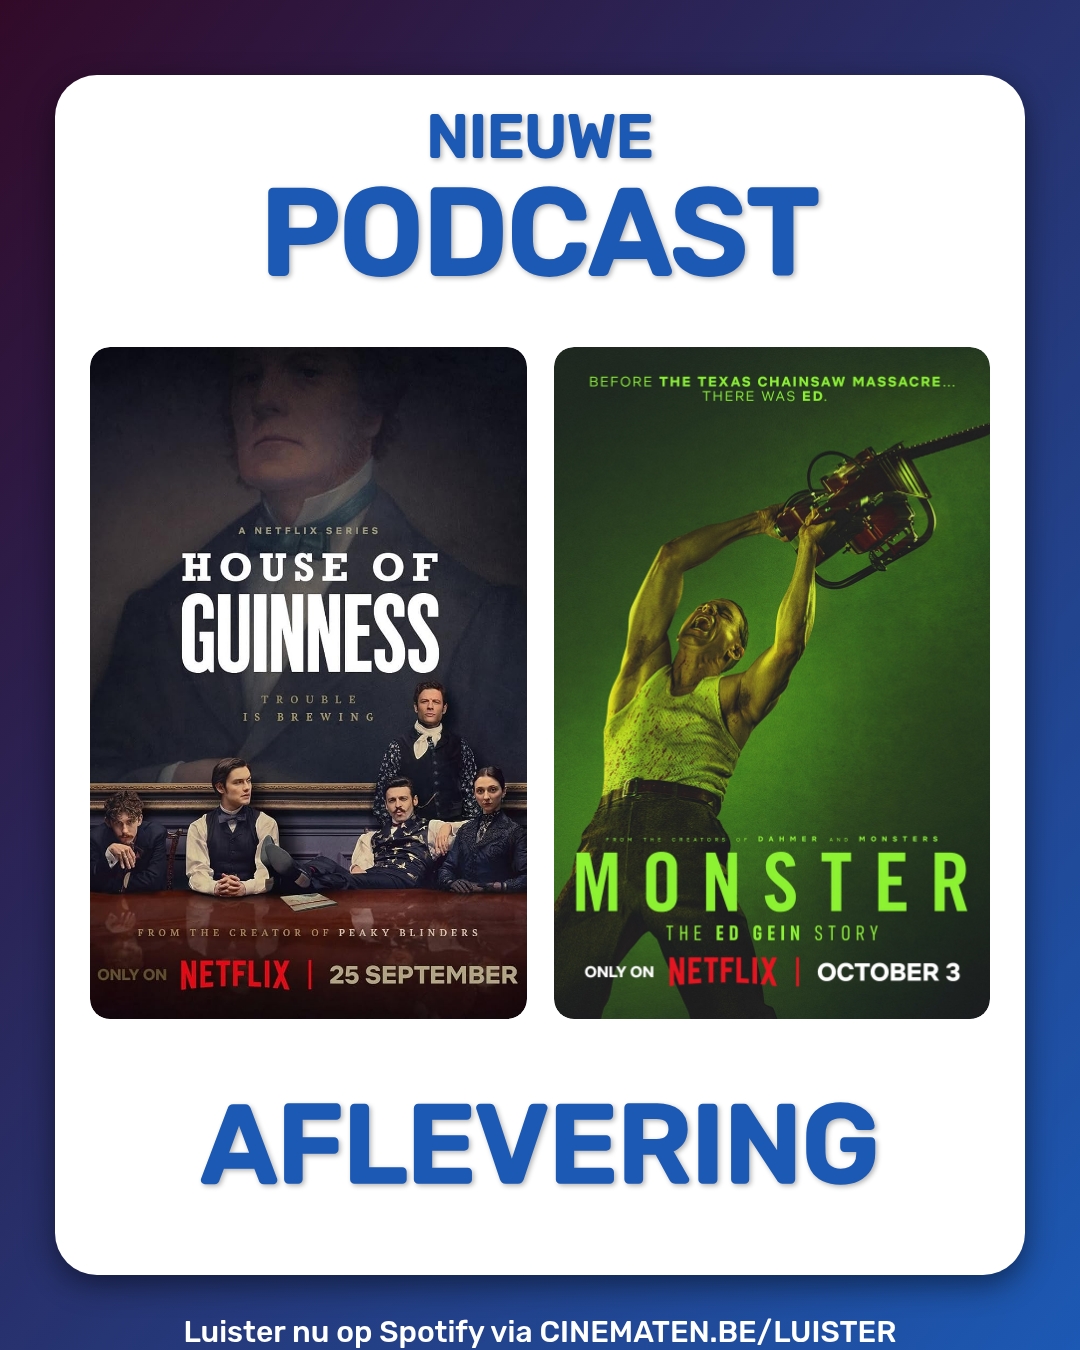 NIEUWE
PODCAST
A NETFLIX SERIES
HOUSE OF
GUINNESS
TROUBLE
IS BREWING
FROM THE CREATOR OF PEAKY BLINDERS
ONLY ON NETFLIX | 25 SEPTEMBER
BEFORE THE TEXAS CHAINSAW MASSACRE...
THERE WAS ED.
FROM THE CREATORS OF DAHMER AND MONSTERS
MONSTER
THE ED GEIN STORY
ONLY ON NETFLIX | OCTOBER 3
AFLEVERING
Luister nu op Spotify via CINEMATEN.BE/LUISTER